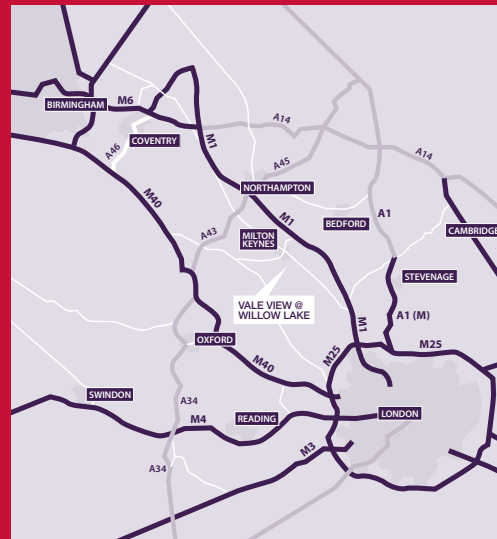 BIRMINGHAM
M6
COVENTRY
A46
M1
A14
A14
A45
M40
NORTHAMPTON
M1
A43
MILTON
KEYNES
BEDFORD
A1
CAMBRIDGE
STEVENAGE
VALE VIEW @
WILLOW LAKE
M1
A1 (M)
OXFORD
M25
M25
M40
SWINDON
A34
M4
READING
LONDON
M3
A34